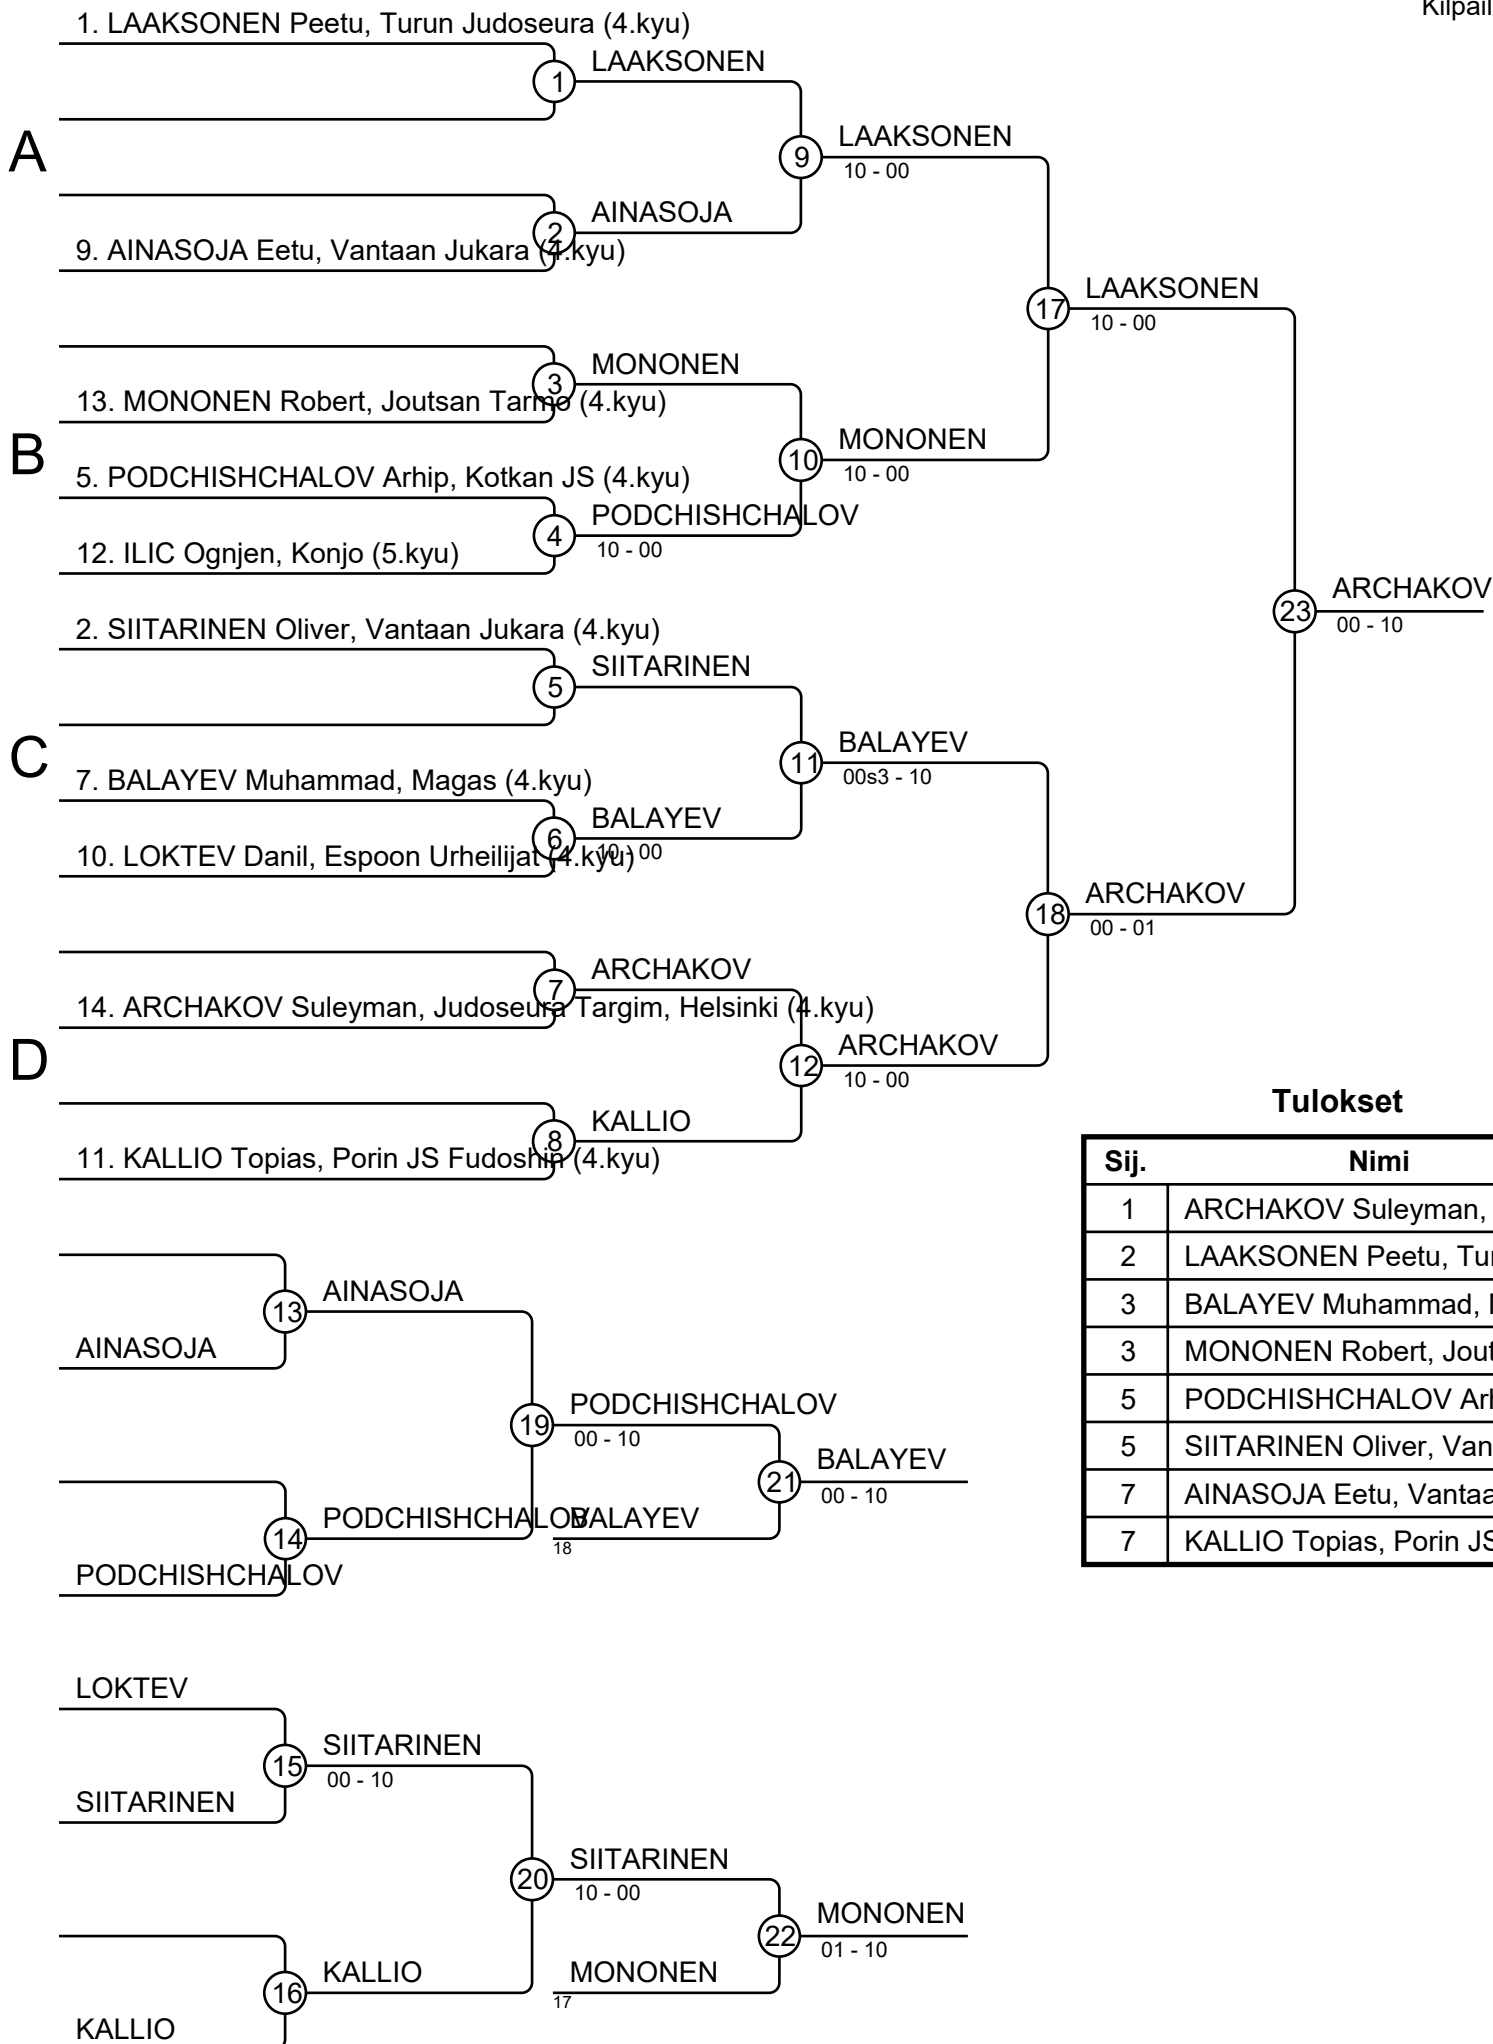 Kilpail
1. LAAKSONEN Peetu, Turun Judoseura (4.kyu)
1
LAAKSONEN
A
9
LAAKSONEN
10 - 00
2
AINASOJA
9. AINASOJA Eetu, Vantaan Jukara (4.kyu)
17
LAAKSONEN
10 - 00
3
MONONEN
13. MONONEN Robert, Joutsan Tarmo (4.kyu)
B
10
MONONEN
10 - 00
5. PODCHISHCHALOV Arhip, Kotkan JS (4.kyu)
4
PODCHISHCHALOV
10 - 00
12. ILIC Ognjen, Konjo (5.kyu)
23
ARCHAKOV
00 - 10
2. SIITARINEN Oliver, Vantaan Jukara (4.kyu)
5
SIITARINEN
C
11
BALAYEV
00s3 - 10
7. BALAYEV Muhammad, Magas (4.kyu)
6
BALAYEV
10 - 00
10. LOKTEV Danil, Espoon Urheilijat (4.kyu)
18
ARCHAKOV
00 - 01
7
ARCHAKOV
14. ARCHAKOV Suleyman, Judoseura Targim, Helsinki (4.kyu)
D
12
ARCHAKOV
10 - 00
8
KALLIO
11. KALLIO Topias, Porin JS Fudoshin (4.kyu)
Tulokset
Sij. Nimi
1 ARCHAKOV Suleyman,
2 LAAKSONEN Peetu, Tur
3 BALAYEV Muhammad,
3 MONONEN Robert, Jout
5 PODCHISHCHALOV Arh
5 SIITARINEN Oliver, Van
7 AINASOJA Eetu, Vantaa
7 KALLIO Topias, Porin JS
13
AINASOJA
AINASOJA
19
PODCHISHCHALOV
00 - 10
21
BALAYEV
00 - 10
14
PODCHISHCHALOV
BALAYEV
18
PODCHISHCHALOV
LOKTEV
15
SIITARINEN
00 - 10
SIITARINEN
20
SIITARINEN
10 - 00
22
MONONEN
01 - 10
16
KALLIO
MONONEN
17
KALLIO